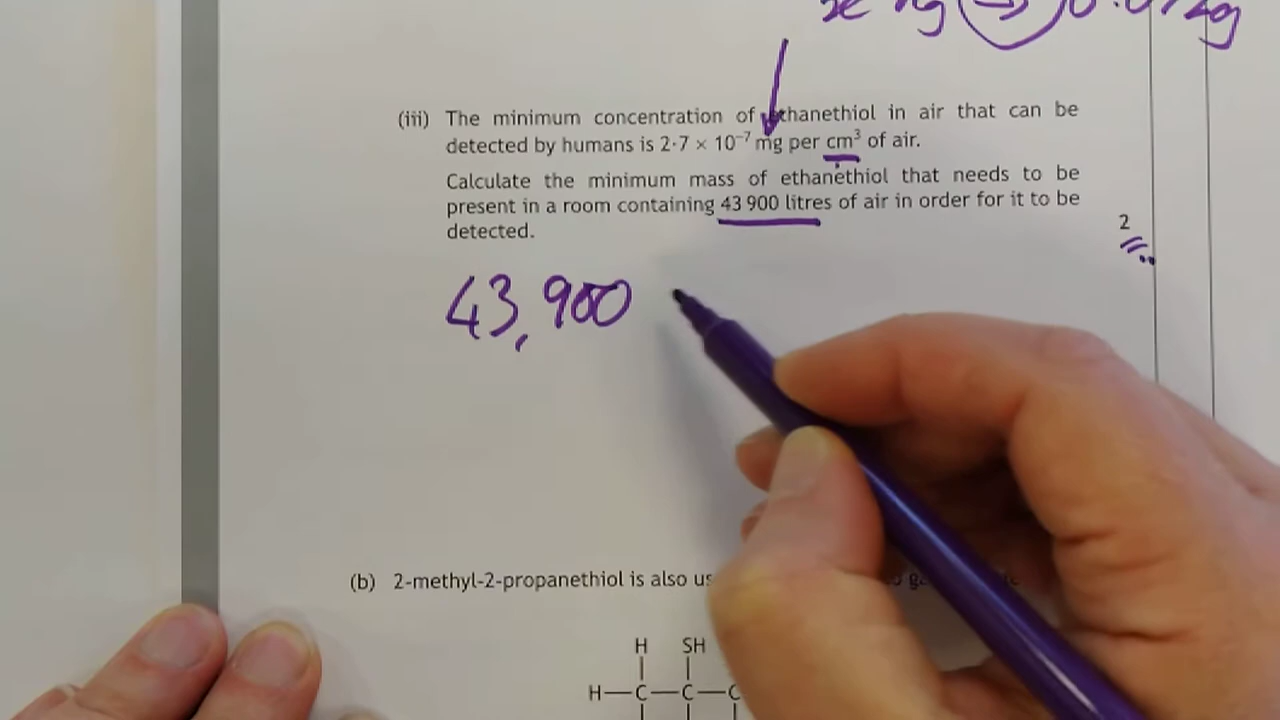 (iii) The minimum concentration of ethanethiol in air that can be
detected by humans is 2·7 × 10⁻⁷ mg per cm³ of air.
Calculate the minimum mass of ethanethiol that needs to be
present in a room containing 43 900 litres of air in order for it to be
detected.
2
43,900
(b) 2-methyl-2-propanethiol is also
H SH
H—C—C—C